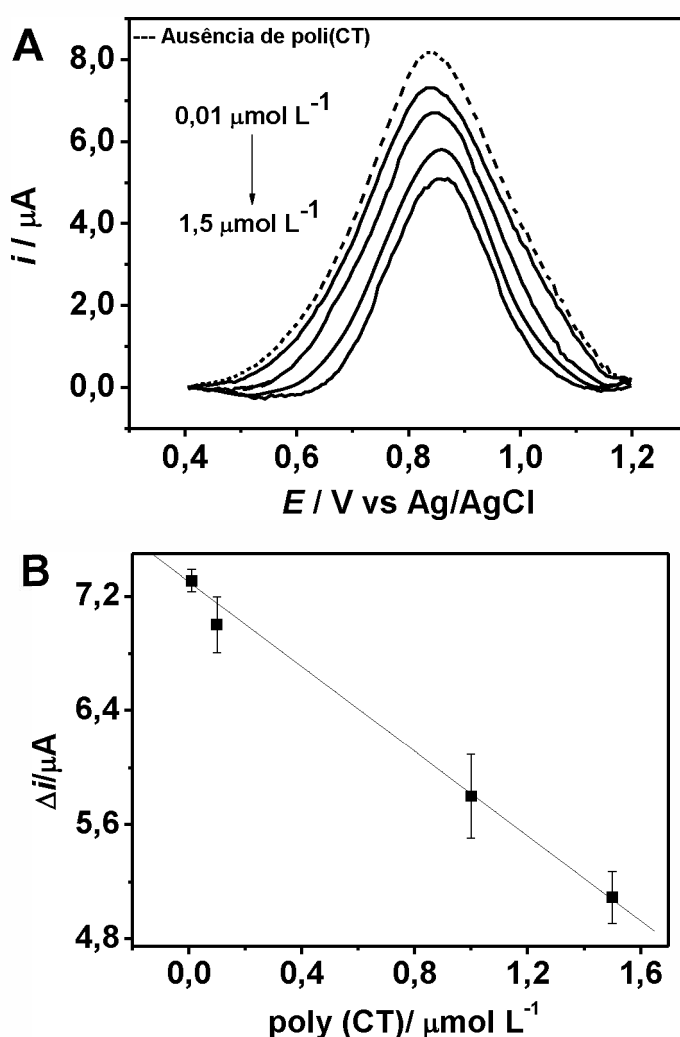 A
--- Ausência de poli(CT)
8,0
0,01 μmol L-1
6,0
1,5 μmol L-1
4,0
i / μA
2,0
0,0
0,4 0,6 0,8 1,0 1,2
E / V vs Ag/AgCl
B
7,2
6,4
Δi/μA
5,6
4,8
0,0 0,4 0,8 1,2 1,6
poly (CT)/ μmol L-1